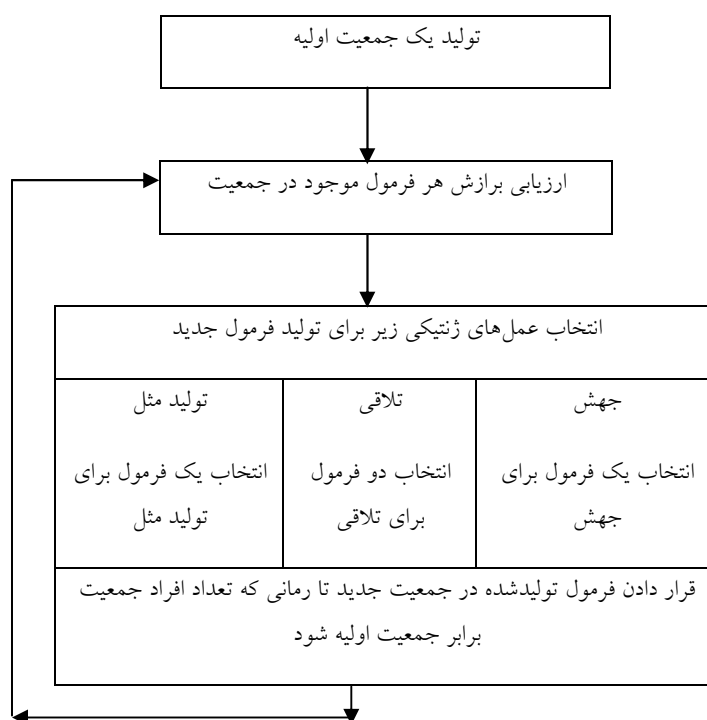 تولید یک جمعیت اولیه
ارزیابی برازش هر فرمول موجود در جمعیت
انتخاب عمل‌های ژنتیکی زیر برای تولید فرمول جدید
جهش
انتخاب یک فرمول برای
جهش
تلاقی
انتخاب دو فرمول
برای تلاقی
تولید مثل
انتخاب یک فرمول برای
تولید مثل
قرار دادن فرمول تولیدشده در جمعیت جدید تا رمانی که تعداد افراد جمعیت
برابر جمعیت اولیه شود